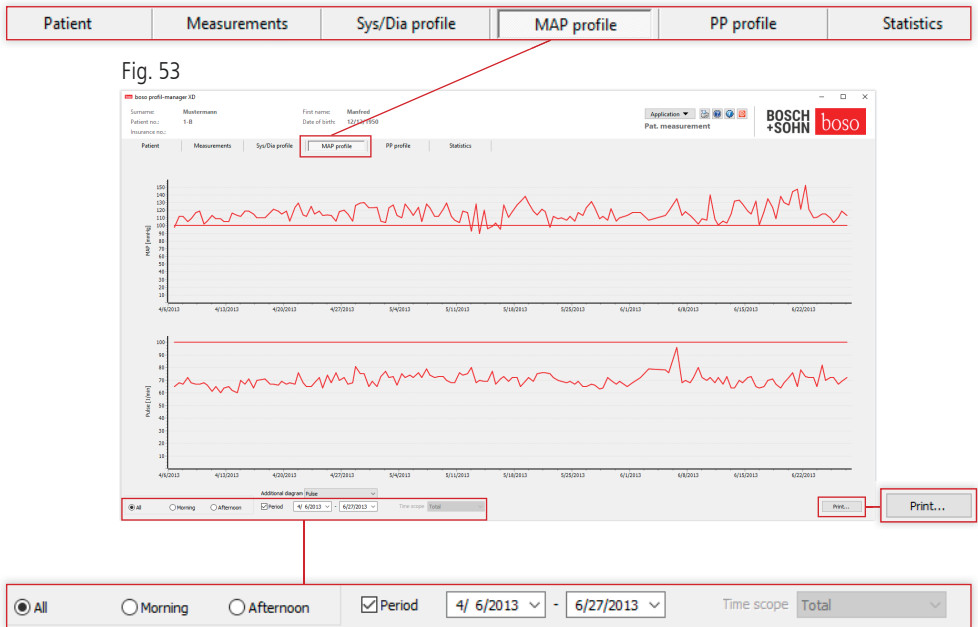 Patient Measurements Sys/Dia profile MAP profile PP profile Statistics
Fig. 53
boso profil-manager XD
Surname: Mustermann First name: Manfred
Patient no.: 1-B Date of birth: 12/12/1950
Insurance no.:
Application
Pat. measurement
BOSCH
+SOHN
boso
Patient Measurements Sys/Dia profile MAP profile PP profile Statistics
MAP [mmHg]
150
140
130
120
110
100
90
80
70
60
50
40
30
20
10
4/6/2013 4/13/2013 4/20/2013 4/27/2013 5/4/2013 5/11/2013 5/18/2013 5/25/2013 6/1/2013 6/8/2013 6/15/2013 6/22/2013
Pulse [1/min]
100
90
80
70
60
50
40
30
20
10
4/6/2013 4/13/2013 4/20/2013 4/27/2013 5/4/2013 5/11/2013 5/18/2013 5/25/2013 6/1/2013 6/8/2013 6/15/2013 6/22/2013
Additional diagram Pulse
All Morning Afternoon Period 4/ 6/2013 - 6/27/2013 Time scope Total
Print...
Print...
All Morning Afternoon Period 4/ 6/2013 - 6/27/2013 Time scope Total